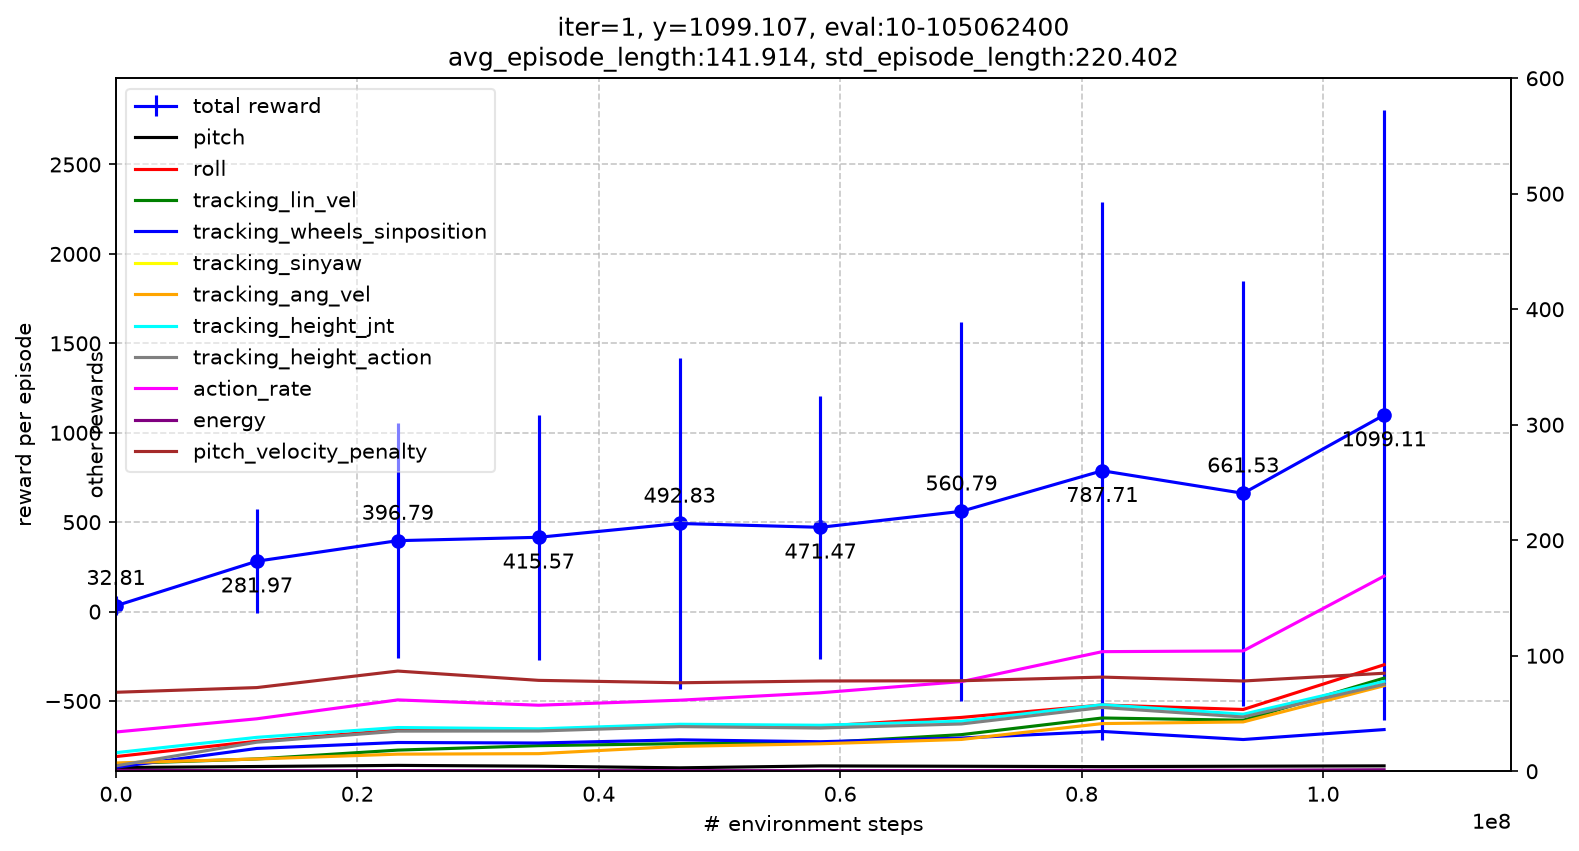 iter=1, y=1099.107, eval:10-105062400
avg_episode_length:141.914, std_episode_length:220.402
total reward
pitch
roll
tracking_lin_vel
tracking_wheels_sinposition
tracking_sinyaw
tracking_ang_vel
tracking_height_jnt
tracking_height_action
action_rate
energy
pitch_velocity_penalty
reward per episode
other rewards
2500
2000
1500
1000
500
0
−500
600
500
400
300
200
100
0
32.81
281.97
396.79
415.57
492.83
471.47
560.79
787.71
661.53
1099.11
0.0
0.2
0.4
0.6
0.8
1.0
# environment steps
1e8